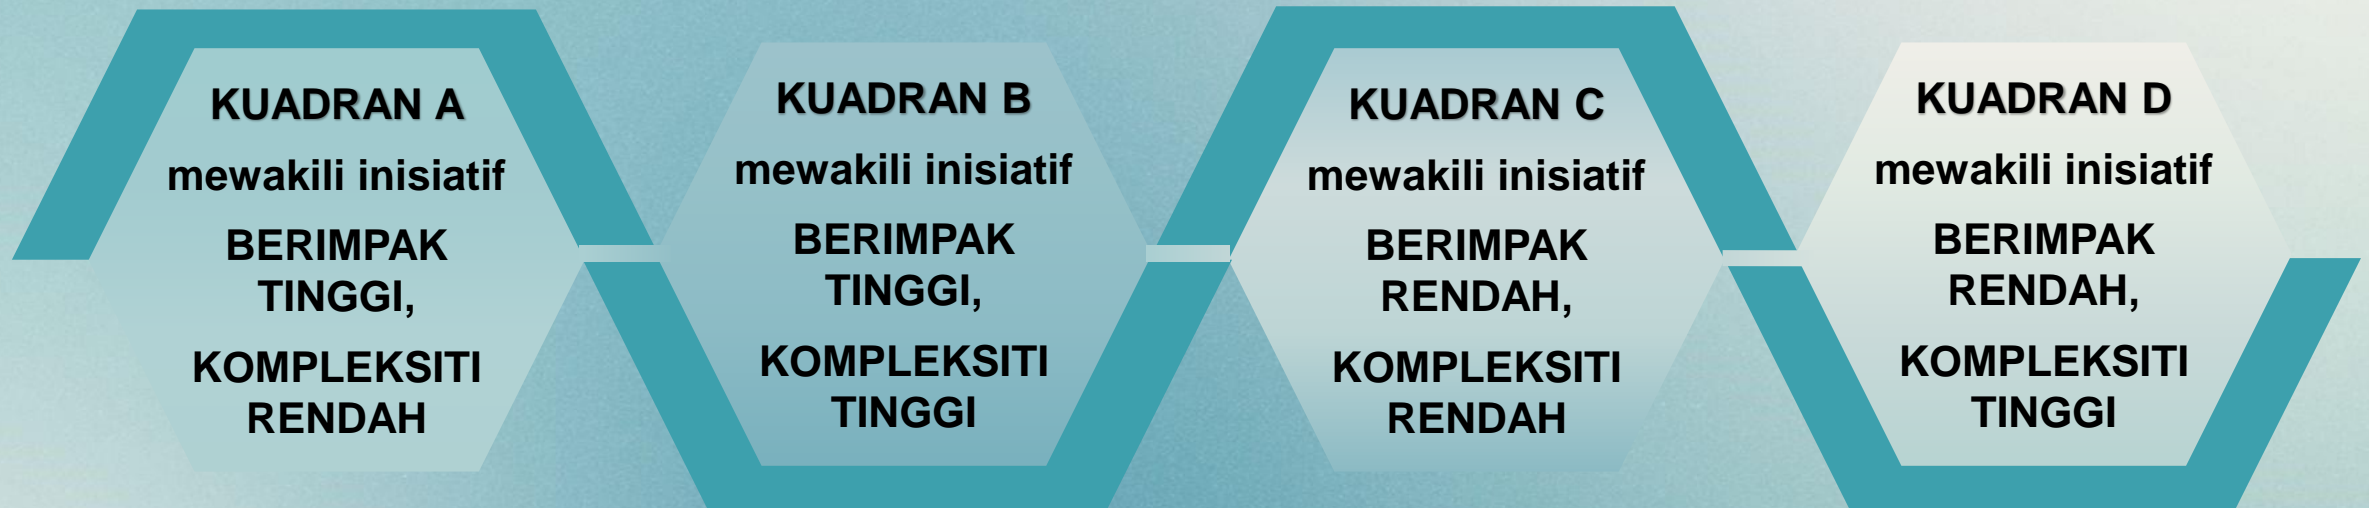 KUADRAN A
mewakili inisiatif
BERIMPAK
TINGGI,
KOMPLEKSITI
RENDAH
KUADRAN B
mewakili inisiatif
BERIMPAK
TINGGI,
KOMPLEKSITI
TINGGI
KUADRAN C
mewakili inisiatif
BERIMPAK
RENDAH,
KOMPLEKSITI
RENDAH
KUADRAN D
mewakili inisiatif
BERIMPAK
RENDAH,
KOMPLEKSITI
TINGGI